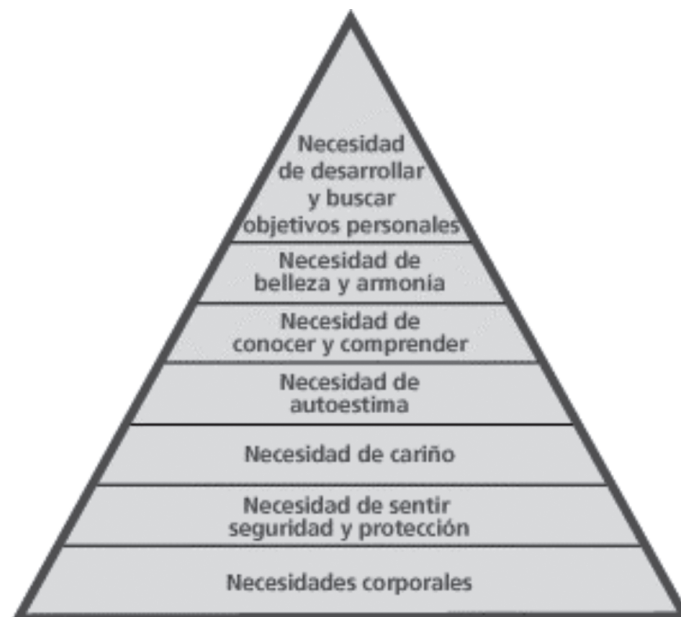 Necesidad
de desarrollar
y buscar
objetivos personales
Necesidad de
belleza y armonía
Necesidad de
conocer y comprender
Necesidad de
autoestima
Necesidad de cariño
Necesidad de sentir
seguridad y protección
Necesidades corporales